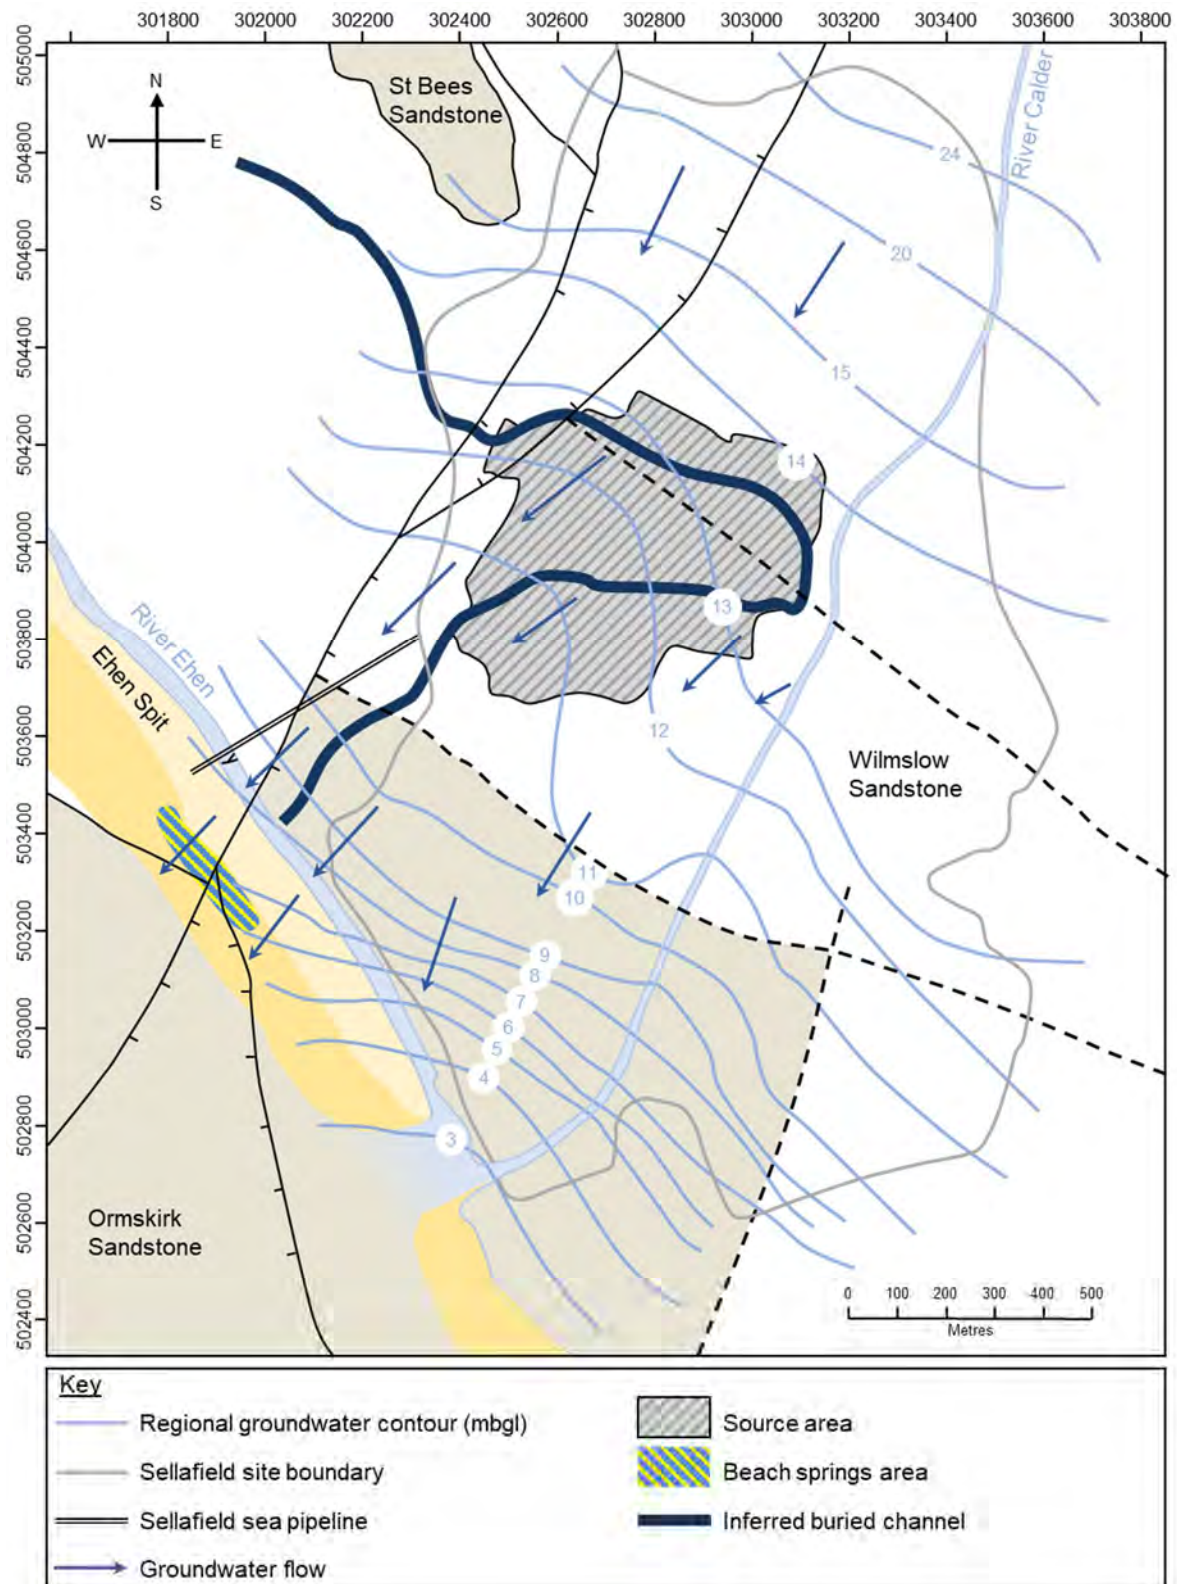 301800 302000 302200 302400 302600 302800 303000 303200 303400 303600 303800
505000
504800
504600
504400
504200
504000
503800
503600
503400
503200
503000
502800
502600
502400
N
W E
S
St Bees
Sandstone
River Calder
24
20
15
14
13
12
River Ehen
Ehen Spit
Wilmslow
Sandstone
11
10
9
8
7
6
5
4
3
Ormskirk
Sandstone
0 100 200 300 400 500
Metres
Key
Regional groundwater contour (mbgl)
Sellafield site boundary
Sellafield sea pipeline
Groundwater flow
Source area
Beach springs area
Inferred buried channel